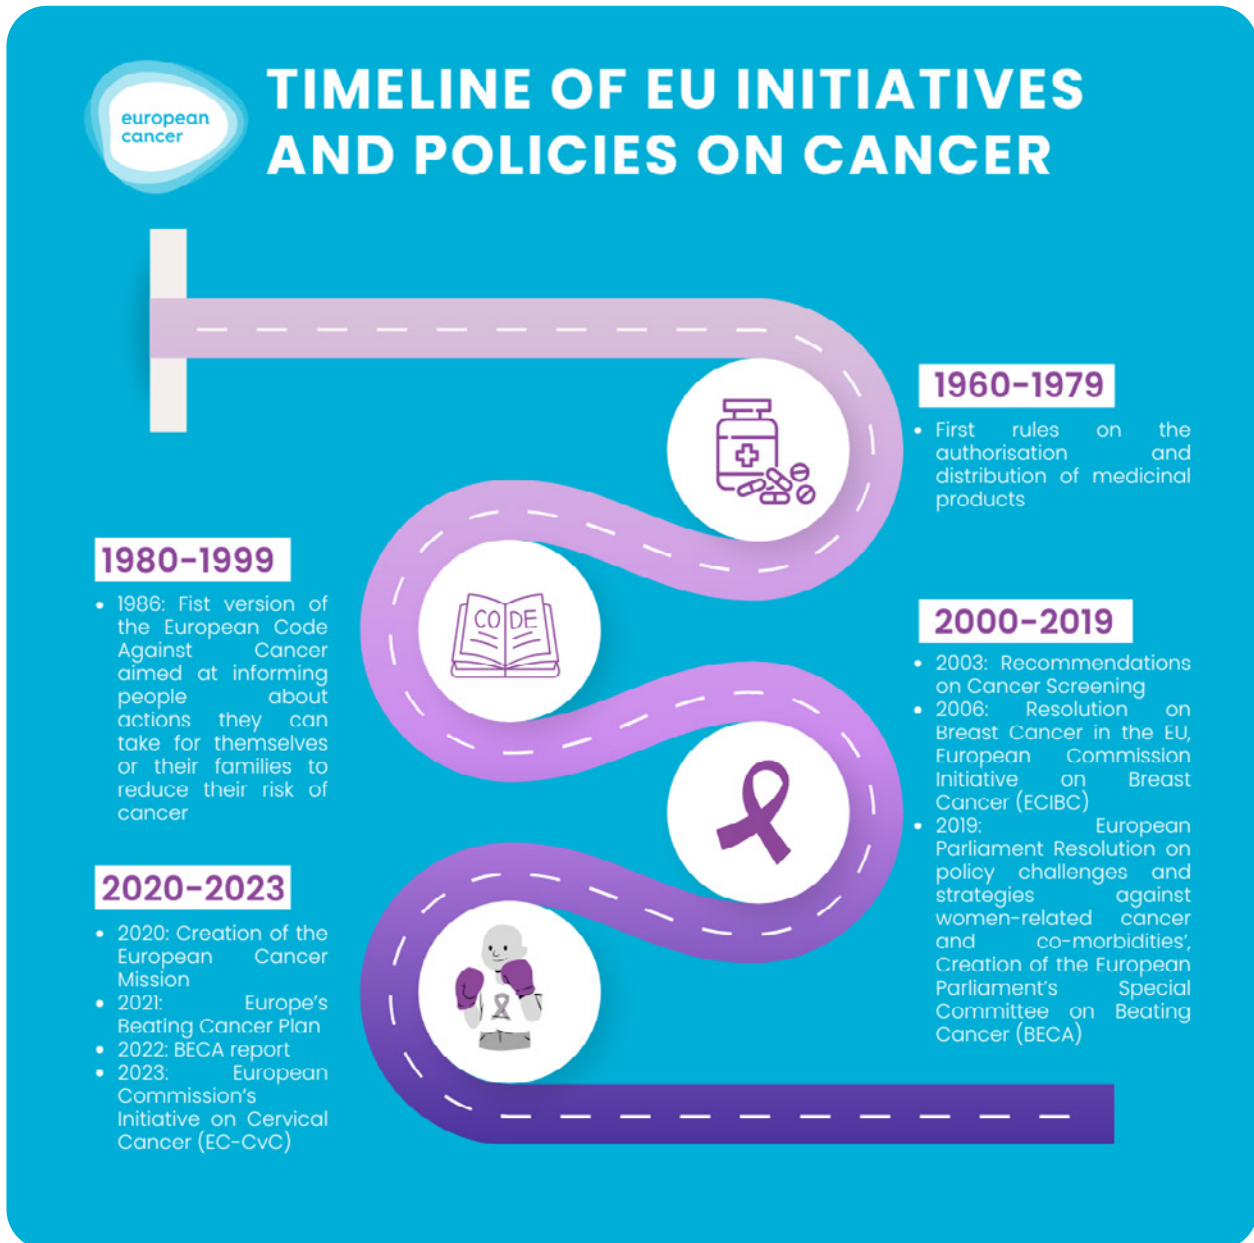 european
cancer
TIMELINE OF EU INITIATIVES
AND POLICIES ON CANCER
1960-1979
• First rules on the
authorisation and
distribution of medicinal
products
1980-1999
• 1986: Fist version of
the European Code
Against Cancer
aimed at informing
people about
actions they can
take for themselves
or their families to
reduce their risk of
cancer
CODE
2000-2019
• 2003: Recommendations
on Cancer Screening
• 2006: Resolution on
Breast Cancer in the EU,
European Commission
Initiative on Breast
Cancer (ECIBC)
• 2019: European
Parliament Resolution on
policy challenges and
strategies against
women-related cancer
and co-morbidities',
Creation of the European
Parliament's Special
Committee on Beating
Cancer (BECA)
2020-2023
• 2020: Creation of the
European Cancer
Mission
• 2021: Europe's
Beating Cancer Plan
• 2022: BECA report
• 2023: European
Commission's
Initiative on Cervical
Cancer (EC-CvC)